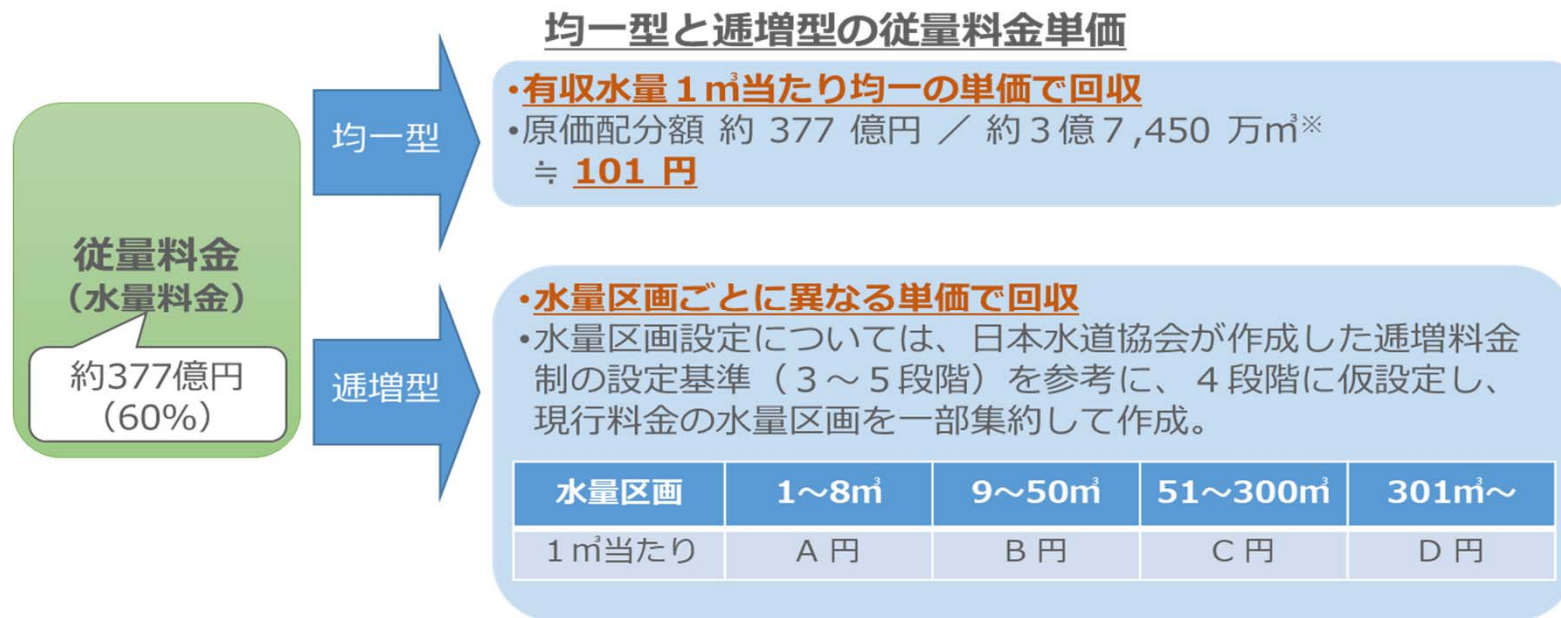 均一型と逓増型の従量料金単価
従量料金
（水量料金）
約377億円
（60%）
均一型
•有収水量１㎥当たり均一の単価で回収
•原価配分額 約 377 億円 ／ 約３億７,450 万㎥※
≒ 101 円
逓増型
•水量区画ごとに異なる単価で回収
•水量区画設定については、日本水道協会が作成した逓増料金
制の設定基準（３～５段階）を参考に、４段階に仮設定し、
現行料金の水量区画を一部集約して作成。
水量区画 1～8㎥ 9～50㎥ 51～300㎥ 301㎥～
１㎥当たり A 円 B 円 C 円 D 円